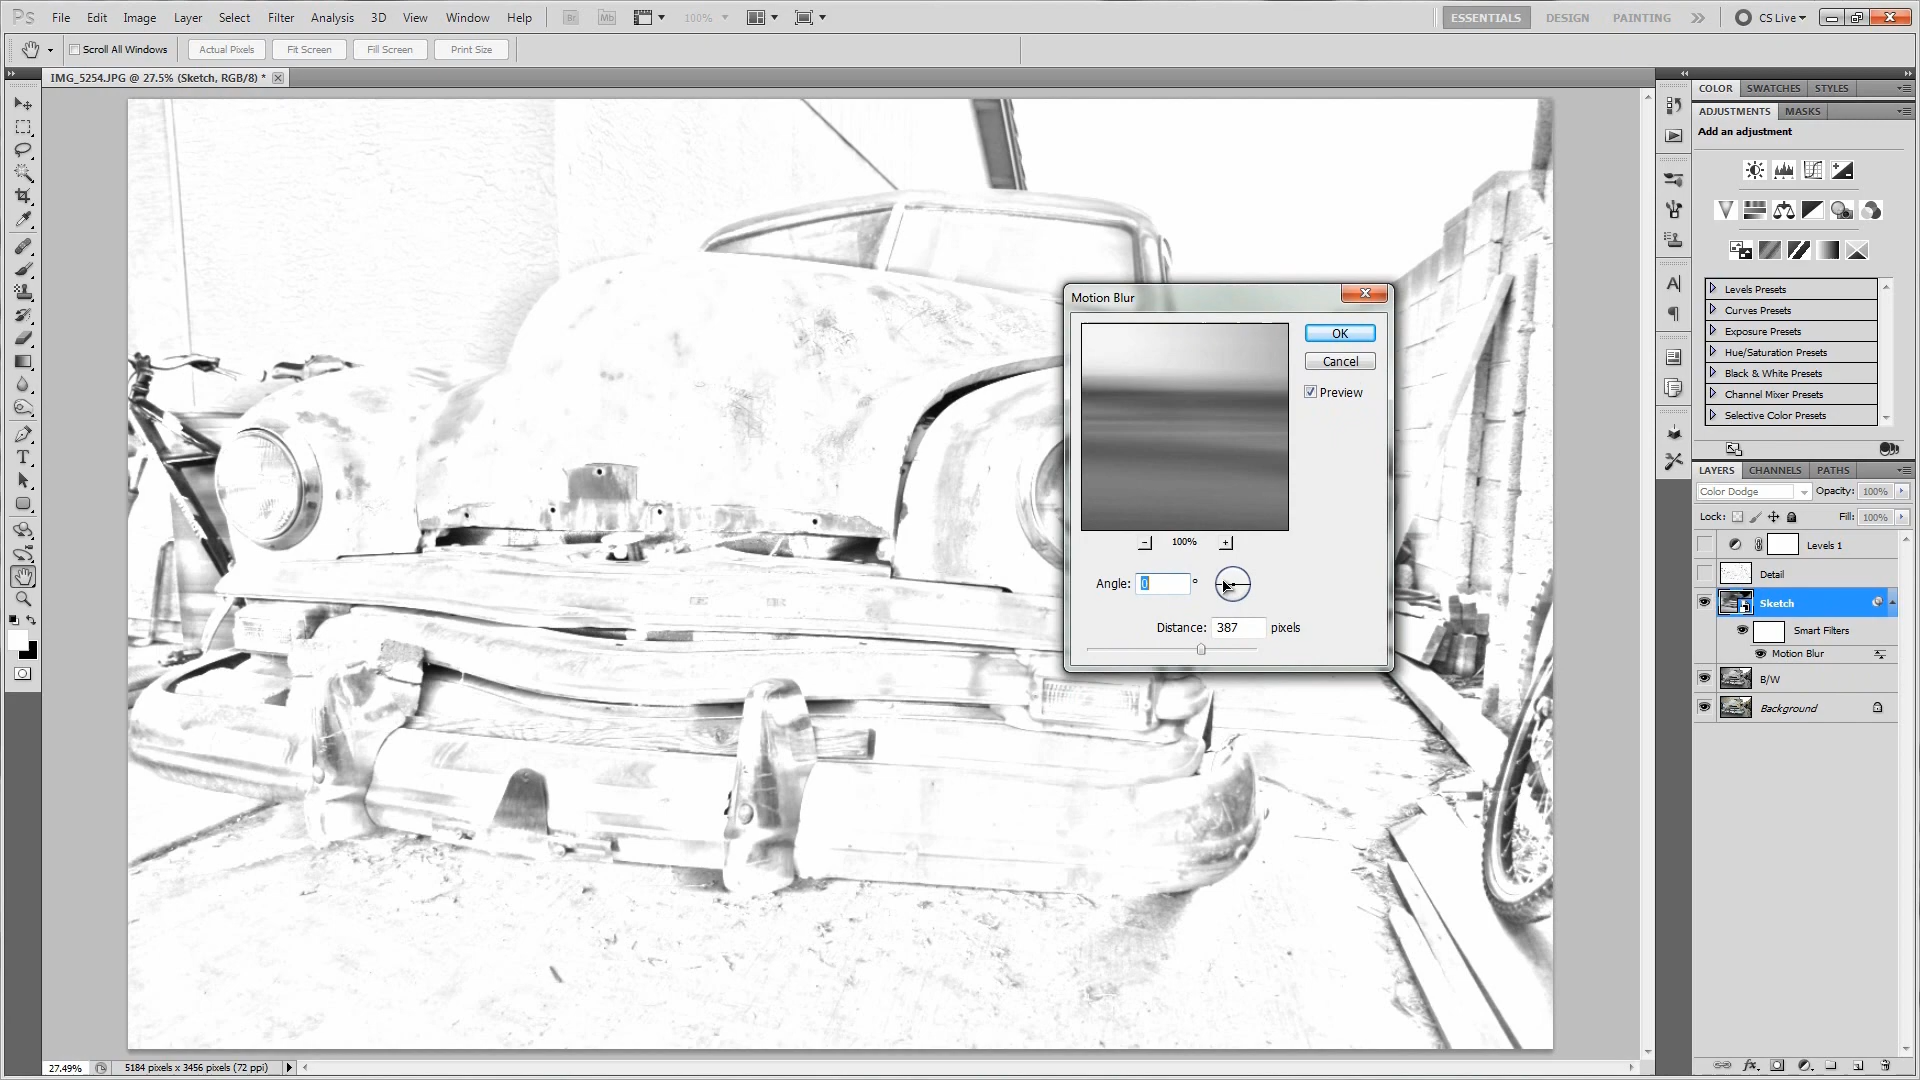 Ps File Edit Image Layer Select Filter Analysis 3D View Window Help Br Mb 100% ESSENTIALS DESIGN PAINTING CS Live
Scroll All Windows Actual Pixels Fit Screen Fill Screen Print Size
IMG_5254.JPG @ 27.5% (Sketch, RGB/8) *
COLOR SWATCHES STYLES
ADJUSTMENTS MASKS
Add an adjustment
Levels Presets
Curves Presets
Exposure Presets
Hue/Saturation Presets
Black & White Presets
Channel Mixer Presets
Selective Color Presets
Motion Blur
OK
Cancel
Preview
100%
Angle: 0 °
Distance: 387 pixels
LAYERS CHANNELS PATHS
Color Dodge Opacity: 100%
Lock: Fill: 100%
Levels 1
Detail
Sketch
Smart Filters
Motion Blur
B/W
Background
27.49% 5184 pixels x 3456 pixels (72 ppi)